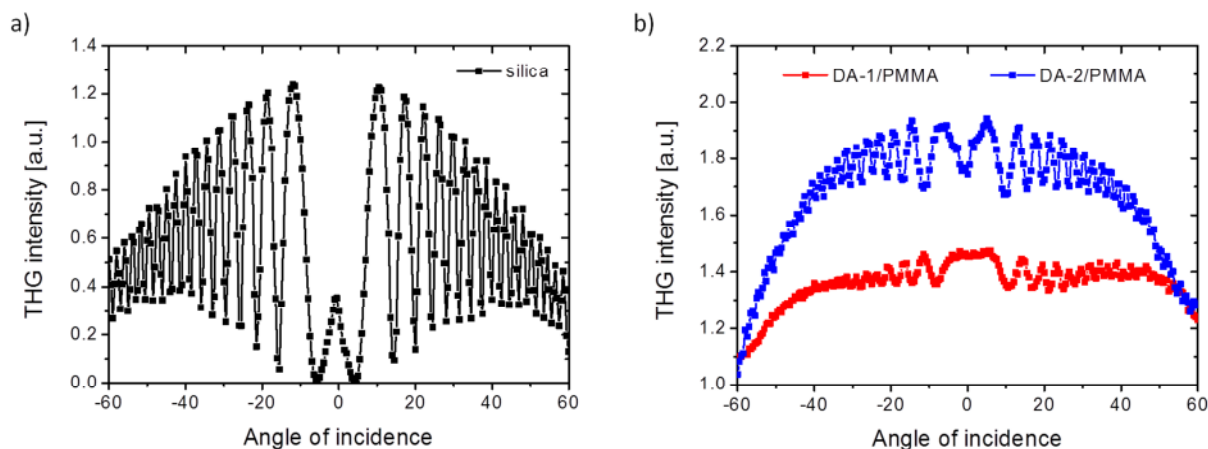 a)
1.4
1.2
1.0
0.8
0.6
0.4
0.2
0.0
THG intensity [a.u.]
silica
-60 -40 -20 0 20 40 60
Angle of incidence
b)
2.2
2.0
1.8
1.6
1.4
1.2
1.0
THG intensity [a.u.]
DA-1/PMMA DA-2/PMMA
-60 -40 -20 0 20 40 60
Angle of incidence